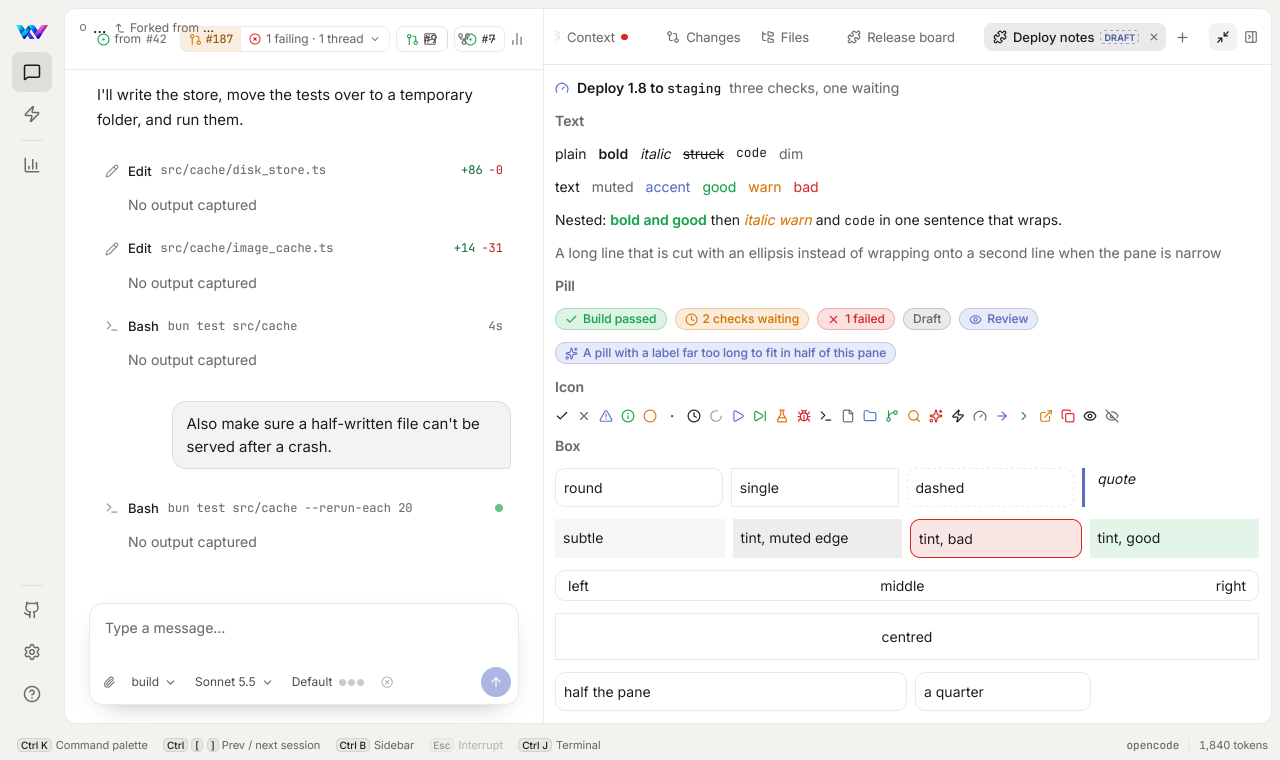 Forked from ...
from #42
#187
1 failing · 1 thread
#7
Context
Changes
Files
Release board
Deploy notes DRAFT
I'll write the store, move the tests over to a temporary
folder, and run them.
Edit src/cache/disk_store.ts +86 -0
No output captured
Edit src/cache/image_cache.ts +14 -31
No output captured
Bash bun test src/cache 4s
No output captured
Also make sure a half-written file can't be
served after a crash.
Bash bun test src/cache --rerun-each 20
No output captured
Type a message...
build Sonnet 5.5 Default
Deploy 1.8 to staging three checks, one waiting
Text
plain bold italic struck code dim
text muted accent good warn bad
Nested: bold and good then italic warn and code in one sentence that wraps.
A long line that is cut with an ellipsis instead of wrapping onto a second line when the pane is narrow
Pill
Build passed 2 checks waiting 1 failed Draft Review
A pill with a label far too long to fit in half of this pane
Icon
Box
round single dashed quote
subtle tint, muted edge tint, bad tint, good
left middle right
centred
half the pane a quarter
Ctrl K Command palette Ctrl [ ] Prev / next session Ctrl B Sidebar Esc Interrupt Ctrl J Terminal
opencode 1,840 tokens